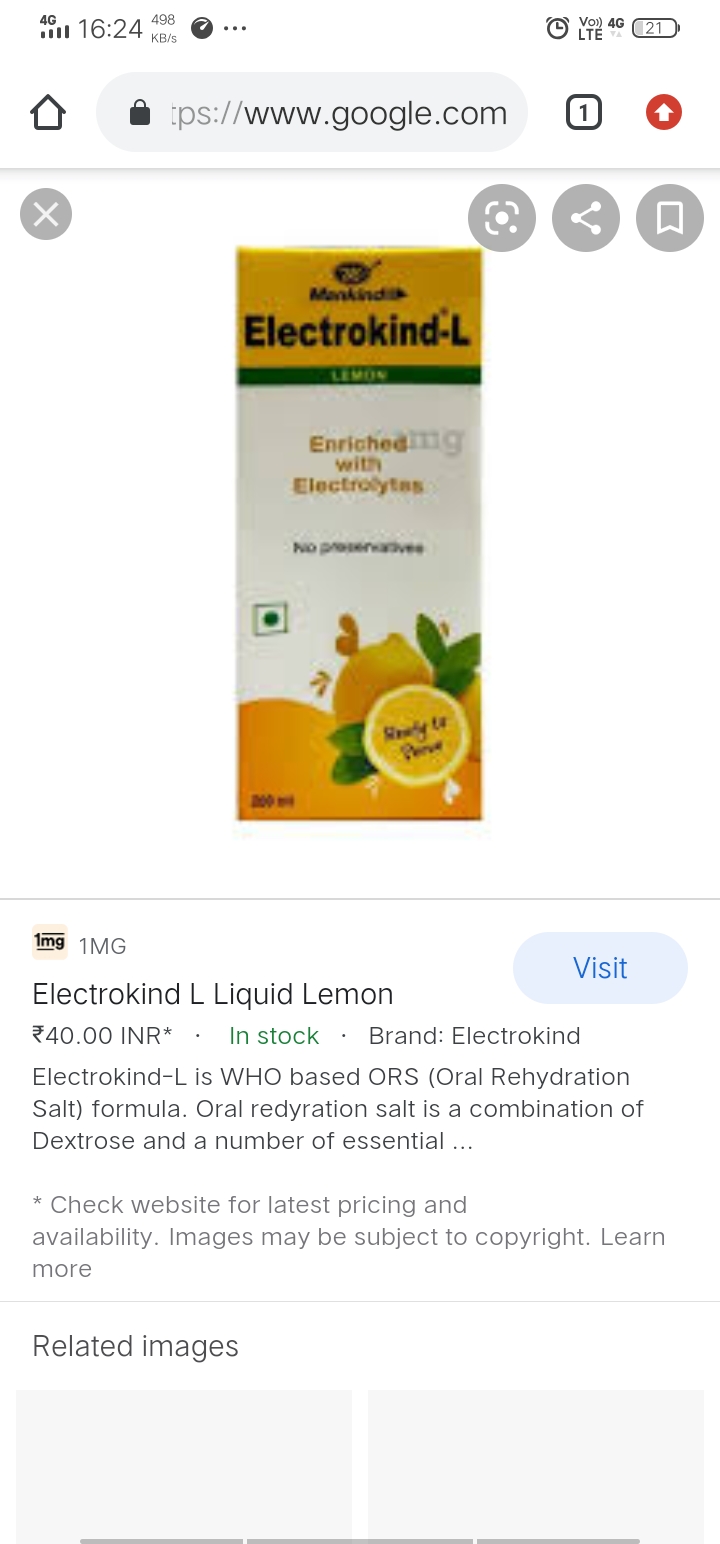 4G 16:24 498 KB/s ... Vo)) LTE 4G 21
tps://www.google.com 1
Mankind
Electrokind-L
LEMON
Enriched
with
Electrolytes
mg
No preservatives
Ready to
Serve
200 ml
1mg 1MG
Visit
Electrokind L Liquid Lemon
₹40.00 INR* · In stock · Brand: Electrokind
Electrokind-L is WHO based ORS (Oral Rehydration
Salt) formula. Oral redyration salt is a combination of
Dextrose and a number of essential ...
* Check website for latest pricing and
availability. Images may be subject to copyright. Learn
more
Related images